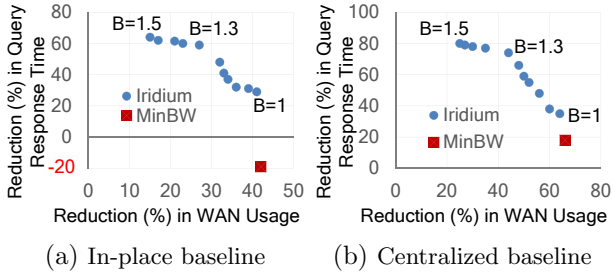 Reduction (%) in Query
Response Time
80
60
40
20
0
-20
B=1.5
B=1.3
B=1
Iridium
MinBW
0
10
20
30
40
50
Reduction (%) in WAN Usage
(a) In-place baseline
Reduction (%) in Query
Response Time
100
80
60
40
20
0
B=1.5
B=1.3
B=1
Iridium
MinBW
0
20
40
60
80
Reduction (%) in WAN Usage
(b) Centralized baseline